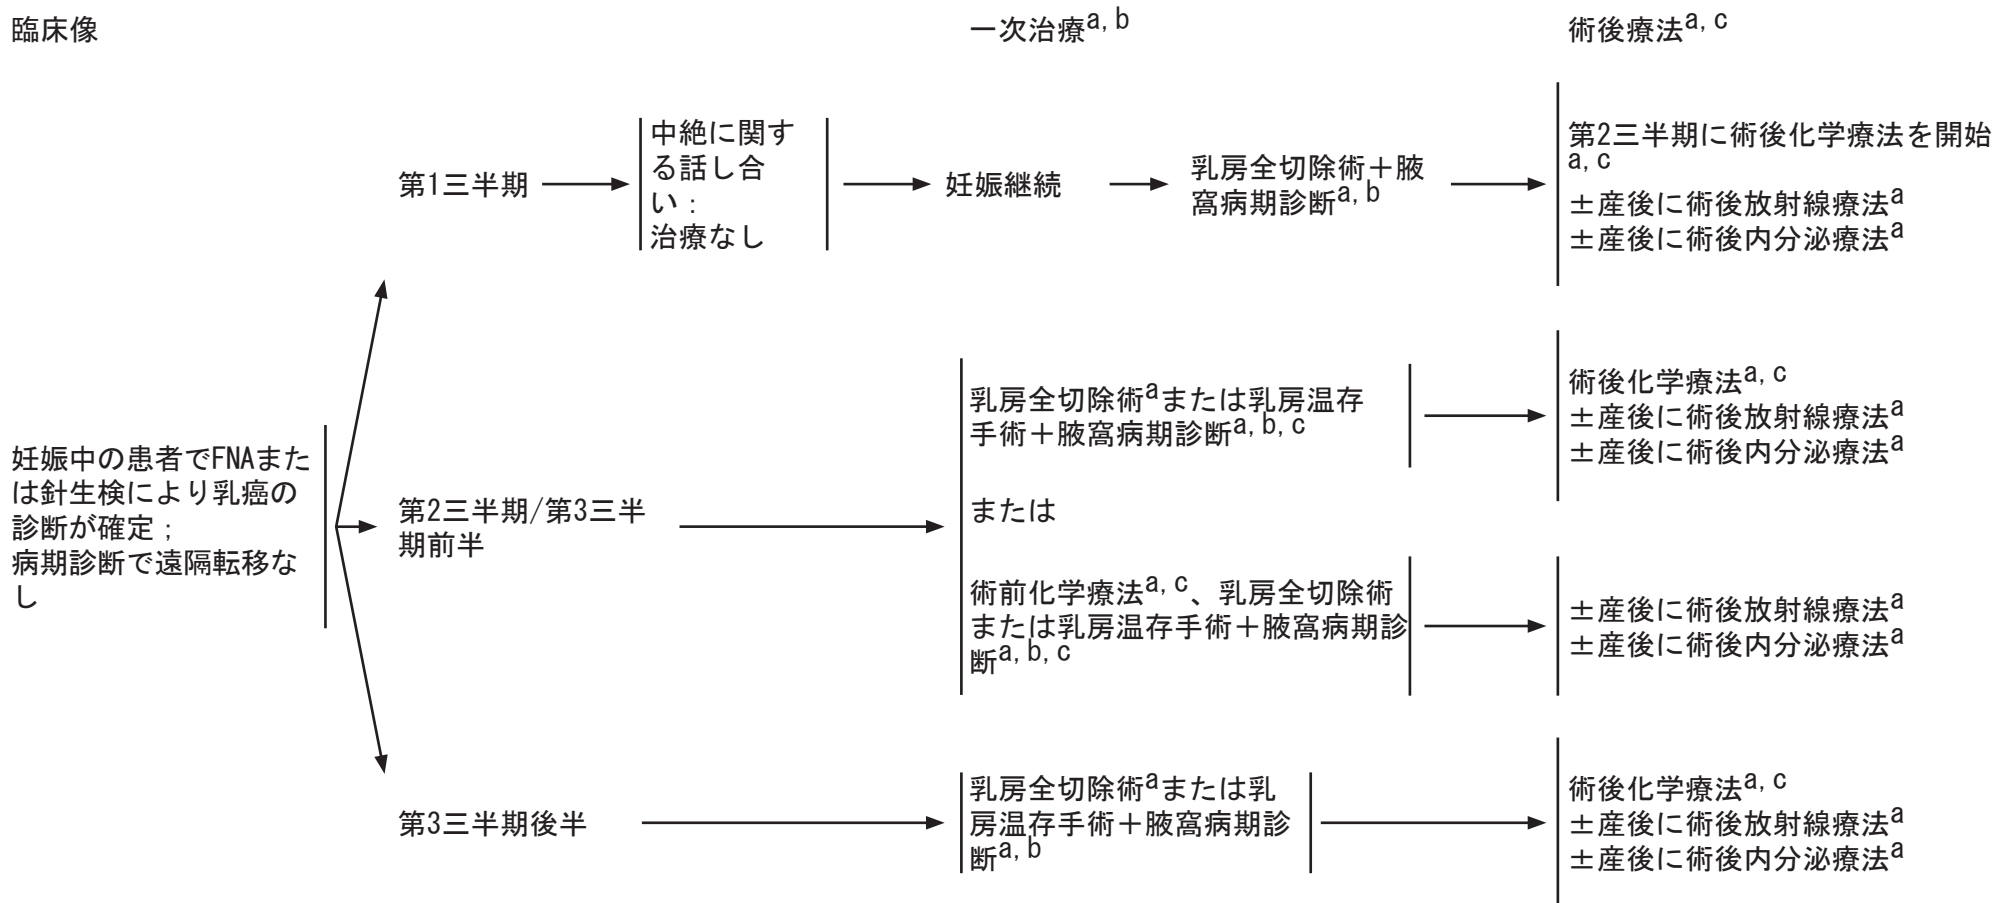 臨床像
一次治療a, b
術後療法a, c
第1三半期
中絶に関す
る話し合
い：
治療なし
妊娠継続
乳房全切除術＋腋
窩病期診断a, b
第2三半期に術後化学療法を開始
a, c
±産後に術後放射線療法a
±産後に術後内分泌療法a
妊娠中の患者でFNAまた
は針生検により乳癌の
診断が確定；
病期診断で遠隔転移な
し
第2三半期/第3三半
期前半
乳房全切除術aまたは乳房温存
手術＋腋窩病期診断a, b, c
術後化学療法a, c
±産後に術後放射線療法a
±産後に術後内分泌療法a
または
術前化学療法a, c、乳房全切除術
または乳房温存手術＋腋窩病期診
断a, b, c
±産後に術後放射線療法a
±産後に術後内分泌療法a
第3三半期後半
乳房全切除術aまたは乳
房温存手術＋腋窩病期診
断a, b
術後化学療法a, c
±産後に術後放射線療法a
±産後に術後内分泌療法a